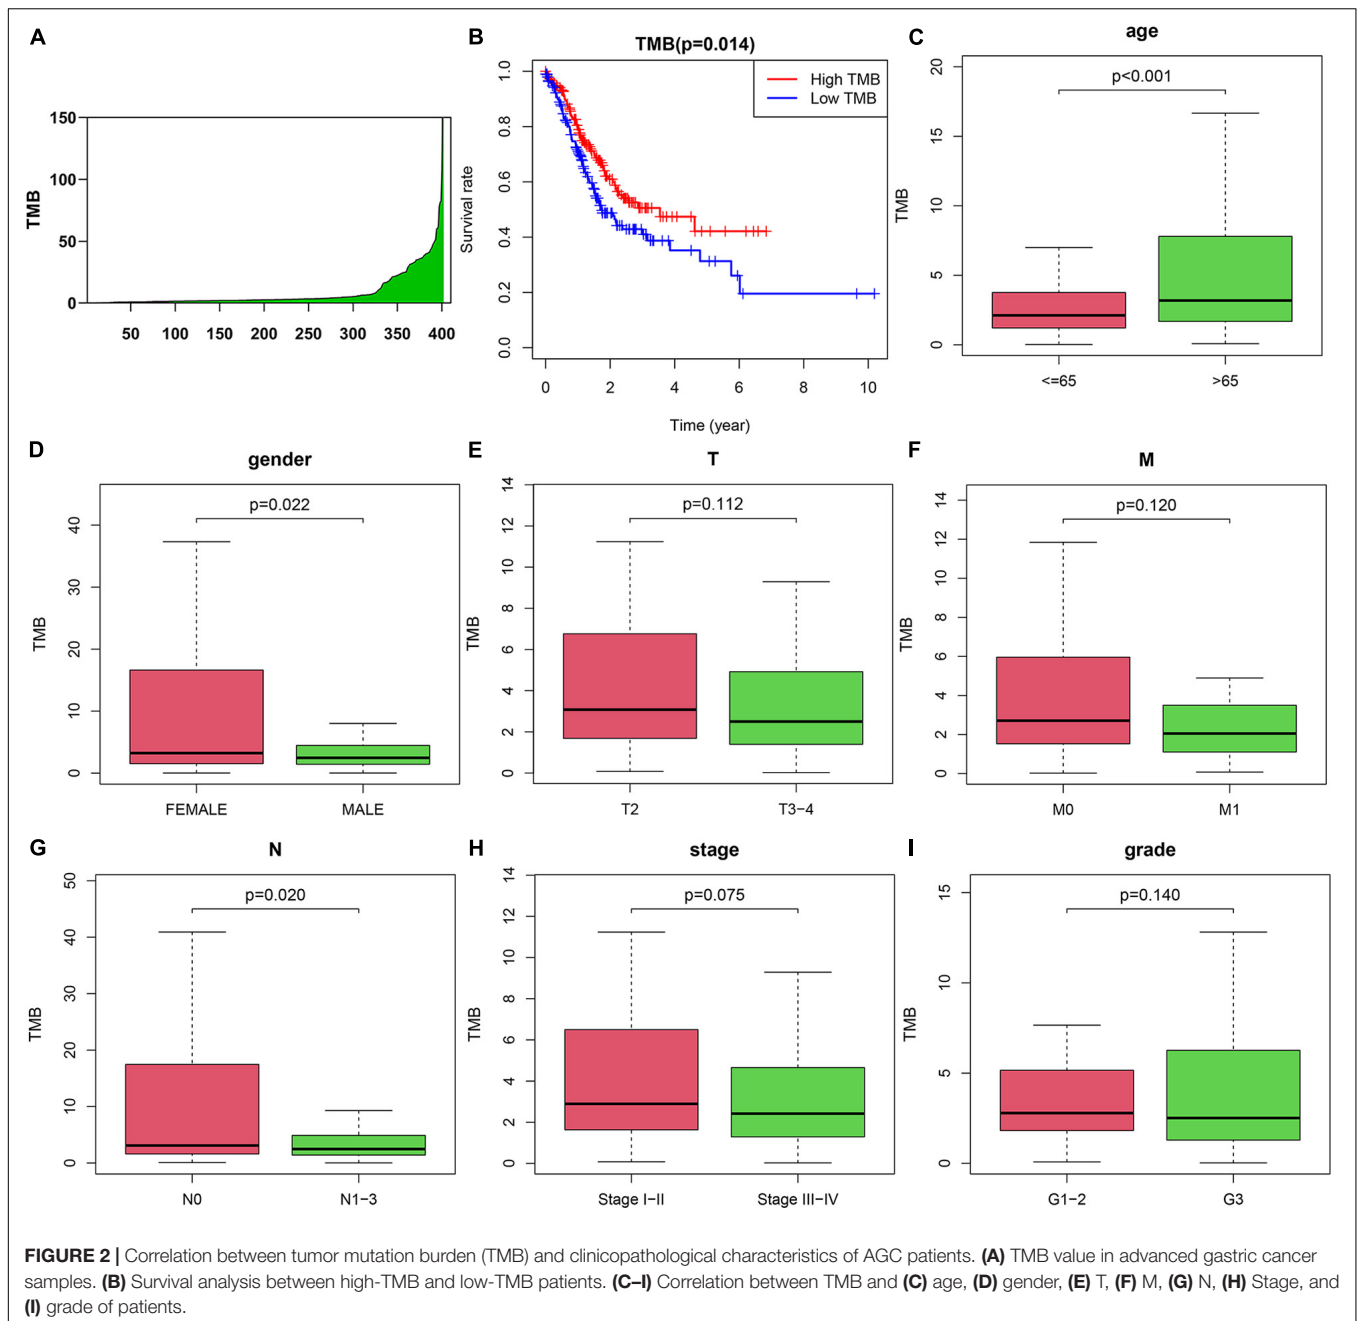 A
150
100
50
0
TMB
50 100 150 200 250 300 350 400
B
TMB(p=0.014)
High TMB
Low TMB
1.0
0.8
0.6
0.4
0.2
0.0
Survival rate
0 2 4 6 8 10
Time (year)
C
age
p<0.001
20
15
10
5
0
TMB
<=65 >65
D
gender
p=0.022
40
30
20
10
0
TMB
FEMALE MALE
E
T
p=0.112
14
12
10
8
6
4
2
0
TMB
T2 T3−4
F
M
p=0.120
14
12
10
8
6
4
2
0
TMB
M0 M1
G
N
p=0.020
50
40
30
20
10
0
TMB
N0 N1−3
H
stage
p=0.075
14
12
10
8
6
4
2
0
TMB
Stage I−II Stage III−IV
I
grade
p=0.140
15
10
5
0
TMB
G1−2 G3
FIGURE 2 | Correlation between tumor mutation burden (TMB) and clinicopathological characteristics of AGC patients. (A) TMB value in advanced gastric cancer
samples. (B) Survival analysis between high-TMB and low-TMB patients. (C–I) Correlation between TMB and (C) age, (D) gender, (E) T, (F) M, (G) N, (H) Stage, and
(I) grade of patients.